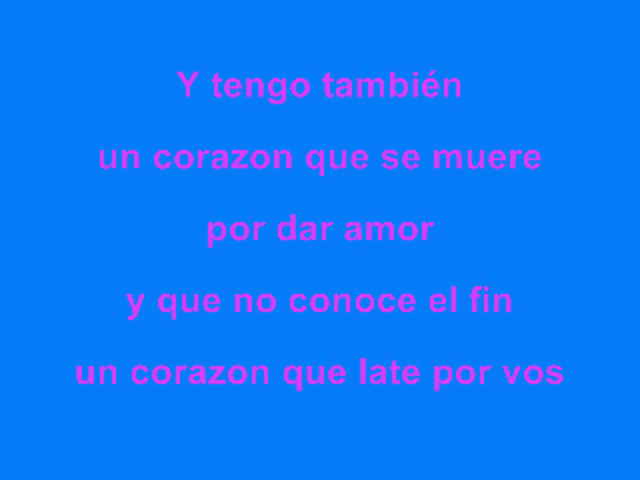 Y tengo también
un corazon que se muere
por dar amor
y que no conoce el fin
un corazon que late por vos